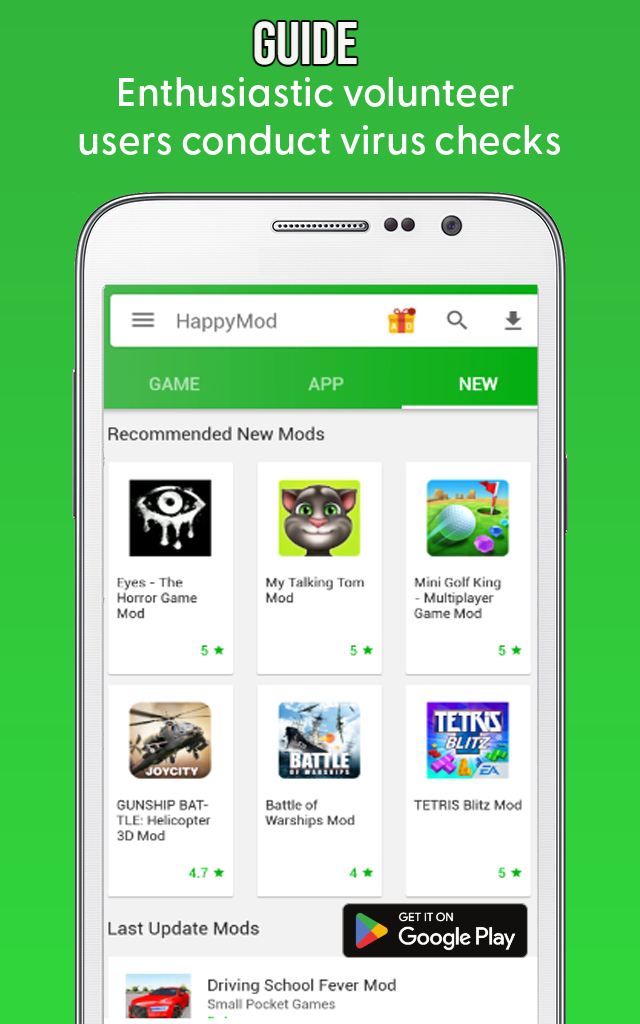 GUIDE
Enthusiastic volunteer
users conduct virus checks
HappyMod
GAME APP NEW
Recommended New Mods
Eyes - The
Horror Game
Mod
5 ★
My Talking Tom
Mod
5 ★
Mini Golf King
- Multiplayer
Game Mod
5 ★
JOYCITY
GUNSHIP BAT-
TLE: Helicopter
3D Mod
4.7 ★
BATTLE
OF WARSHIPS
Battle of
Warships Mod
4 ★
TETRIS
BLITZ
EA
TETRIS Blitz Mod
5 ★
Last Update Mods
GET IT ON
Google Play
Driving School Fever Mod
Small Pocket Games